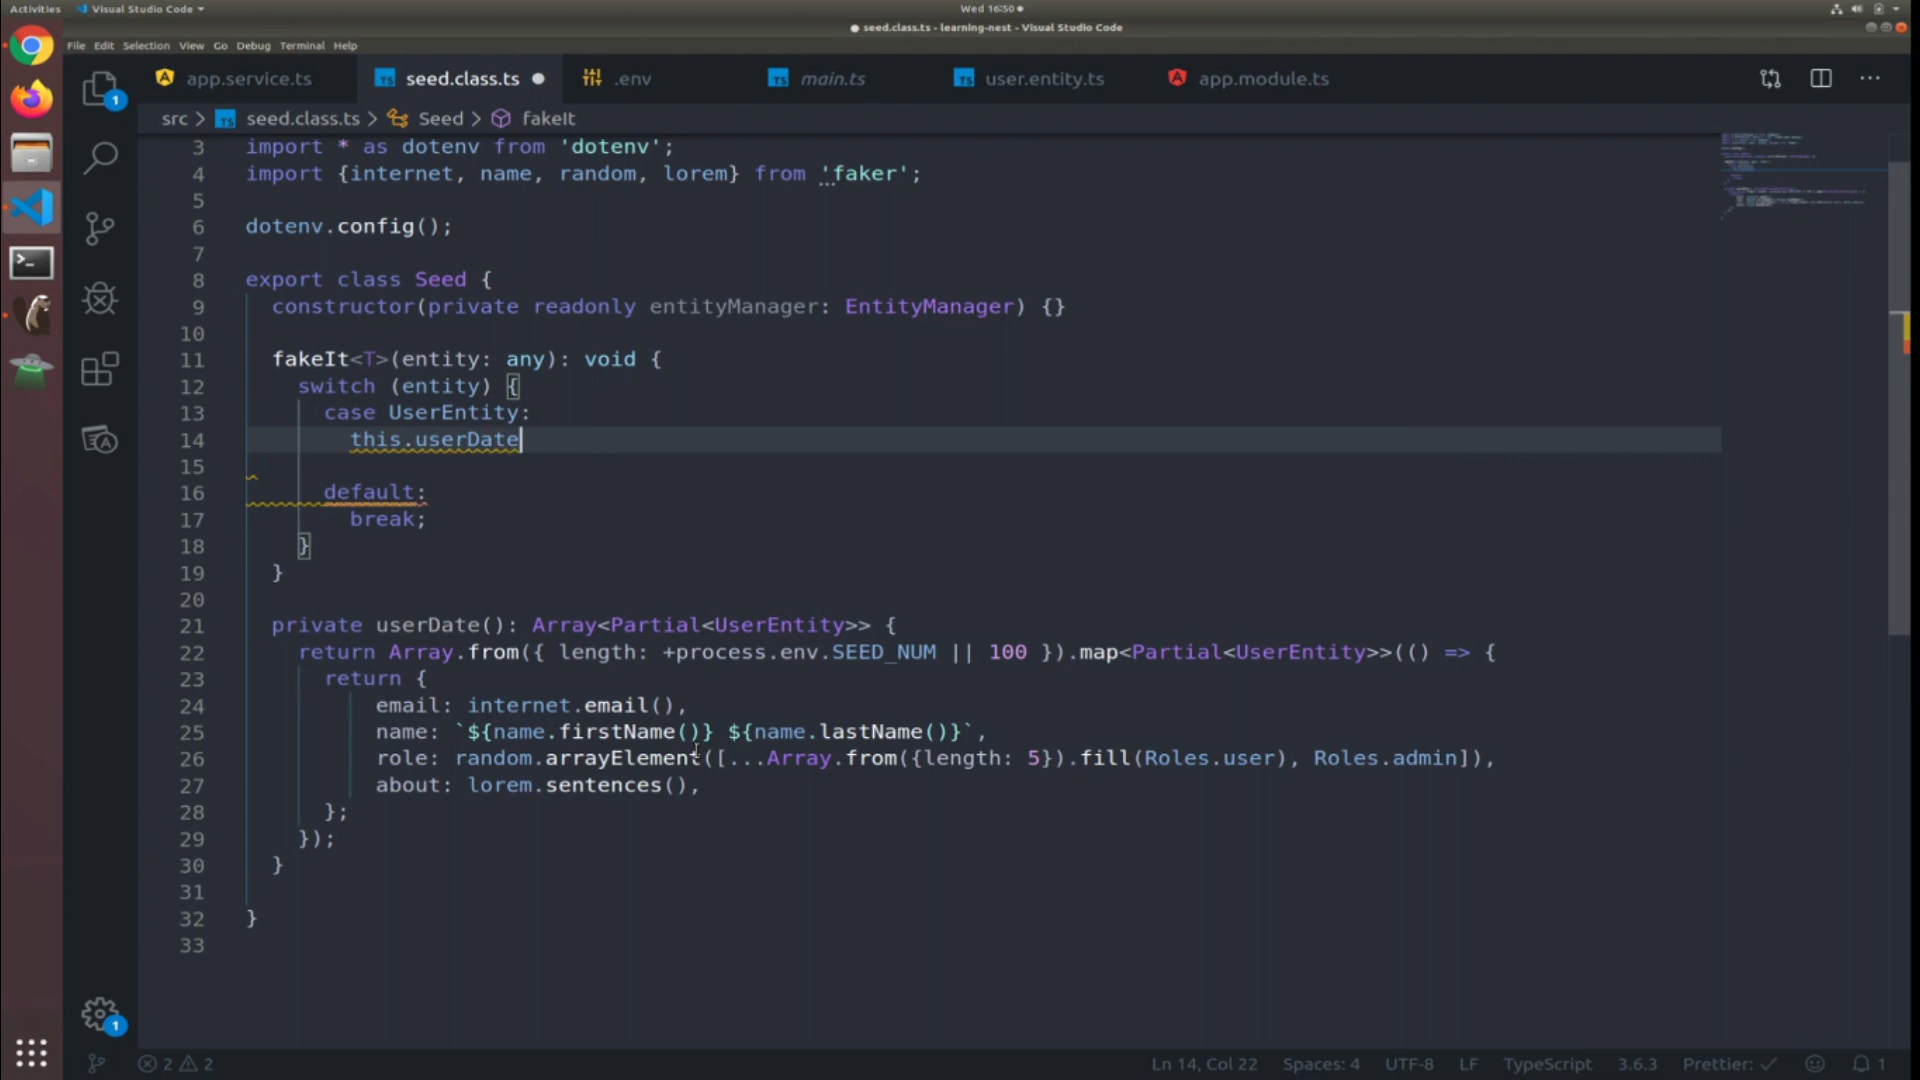 Activities Visual Studio Code ▾ Wed 16:50 ●
● seed.class.ts - learning-nest - Visual Studio Code
File Edit Selection View Go Debug Terminal Help
app.service.ts seed.class.ts ● .env main.ts user.entity.ts app.module.ts ···
src > TS seed.class.ts > Seed > fakeIt
3 import * as dotenv from 'dotenv';
4 import {internet, name, random, lorem} from 'faker';
5
6 dotenv.config();
7
8 export class Seed {
9 constructor(private readonly entityManager: EntityManager) {}
10
11 fakeIt<T>(entity: any): void {
12 switch (entity) {
13 case UserEntity:
14 this.userDate
15
16 default:
17 break;
18 }
19 }
20
21 private userDate(): Array<Partial<UserEntity>> {
22 return Array.from({ length: +process.env.SEED_NUM || 100 }).map<Partial<UserEntity>>(() => {
23 return {
24 email: internet.email(),
25 name: `${name.firstName()} ${name.lastName()}`,
26 role: random.arrayElement([...Array.from({length: 5}).fill(Roles.user), Roles.admin]),
27 about: lorem.sentences(),
28 };
29 });
30 }
31
32 }
33
1
1
2 2 Ln 14, Col 22 Spaces: 4 UTF-8 LF TypeScript 3.6.3 Prettier: ✓ 1